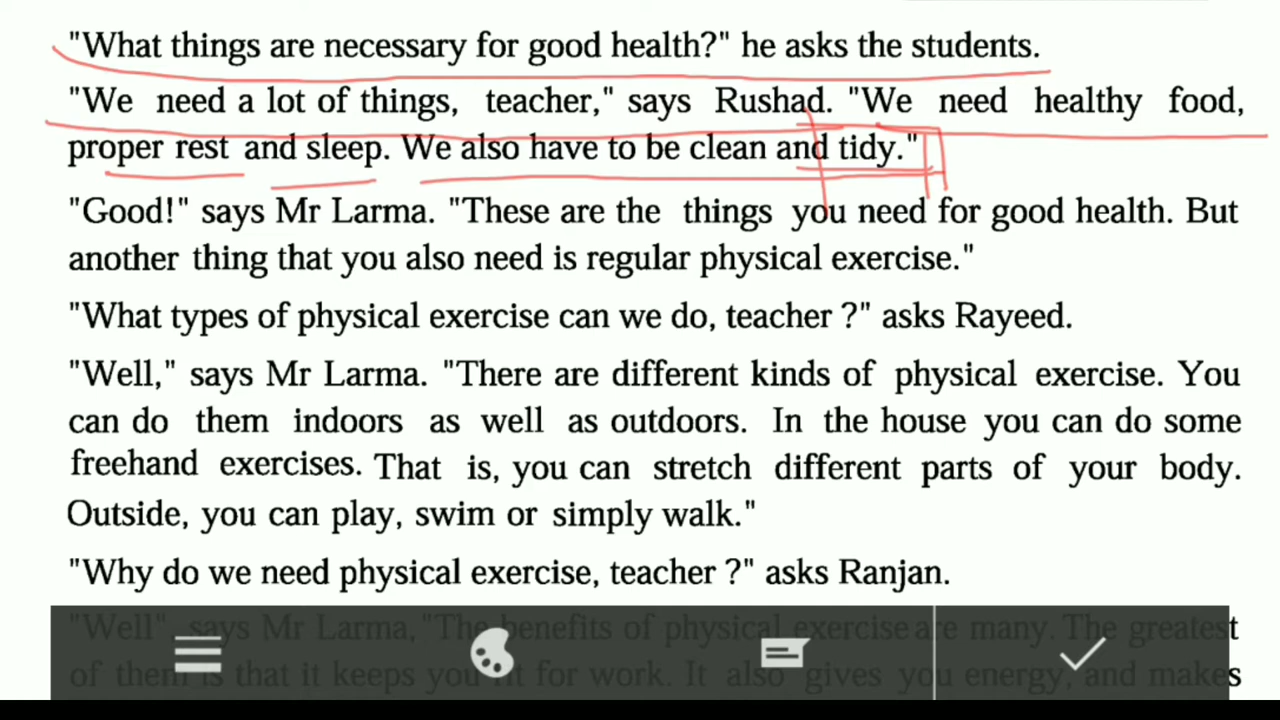 "What things are necessary for good health?" he asks the students.
"We need a lot of things, teacher," says Rushad. "We need healthy food,
proper rest and sleep. We also have to be clean and tidy."
"Good!" says Mr Larma. "These are the things you need for good health. But
another thing that you also need is regular physical exercise."
"What types of physical exercise can we do, teacher ?" asks Rayeed.
"Well," says Mr Larma. "There are different kinds of physical exercise. You
can do them indoors as well as outdoors. In the house you can do some
freehand exercises. That is, you can stretch different parts of your body.
Outside, you can play, swim or simply walk."
"Why do we need physical exercise, teacher ?" asks Ranjan.
"Well", says Mr Larma, "The benefits of physical exercise are many. The greatest
of them is that it keeps you fit for work. It also gives you energy, and makes